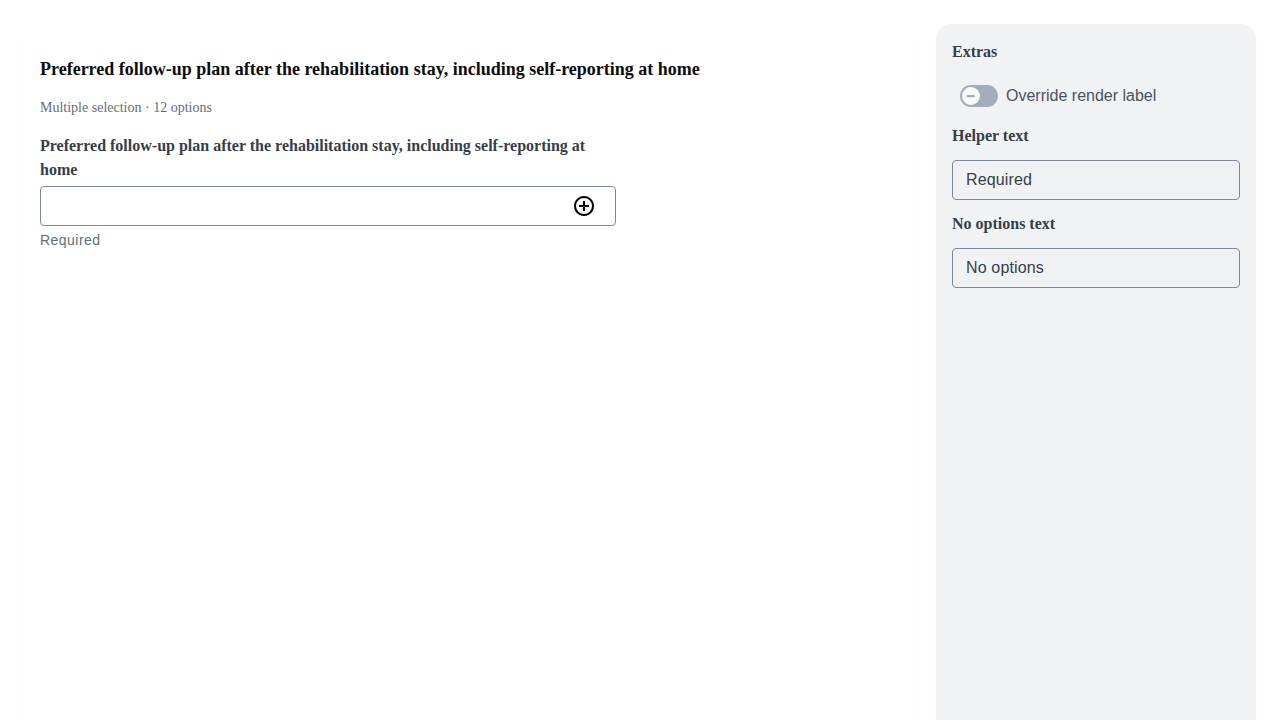 Preferred follow-up plan after the rehabilitation stay, including self-reporting at home
Multiple selection · 12 options
Preferred follow-up plan after the rehabilitation stay, including self-reporting at
home
Required
Extras
Override render label
Helper text
Required
No options text
No options